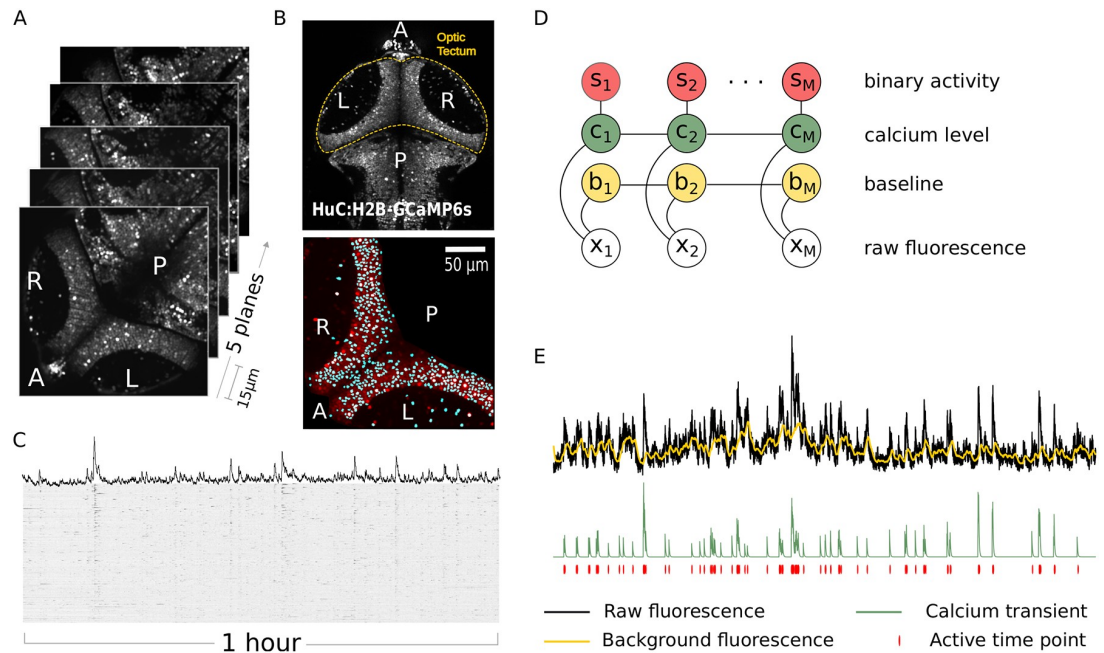 A
R
P
A
L
5 planes
15µm
B
A
Optic
Tectum
L
R
P
HuC:H2B-GCaMP6s
50 µm
R
P
A
L
C
1 hour
D
s1 s2 · · · sM binary activity
c1 c2 cM calcium level
b1 b2 bM baseline
x1 x2 xM raw fluorescence
E
Raw fluorescence
Calcium transient
Background fluorescence
Active time point